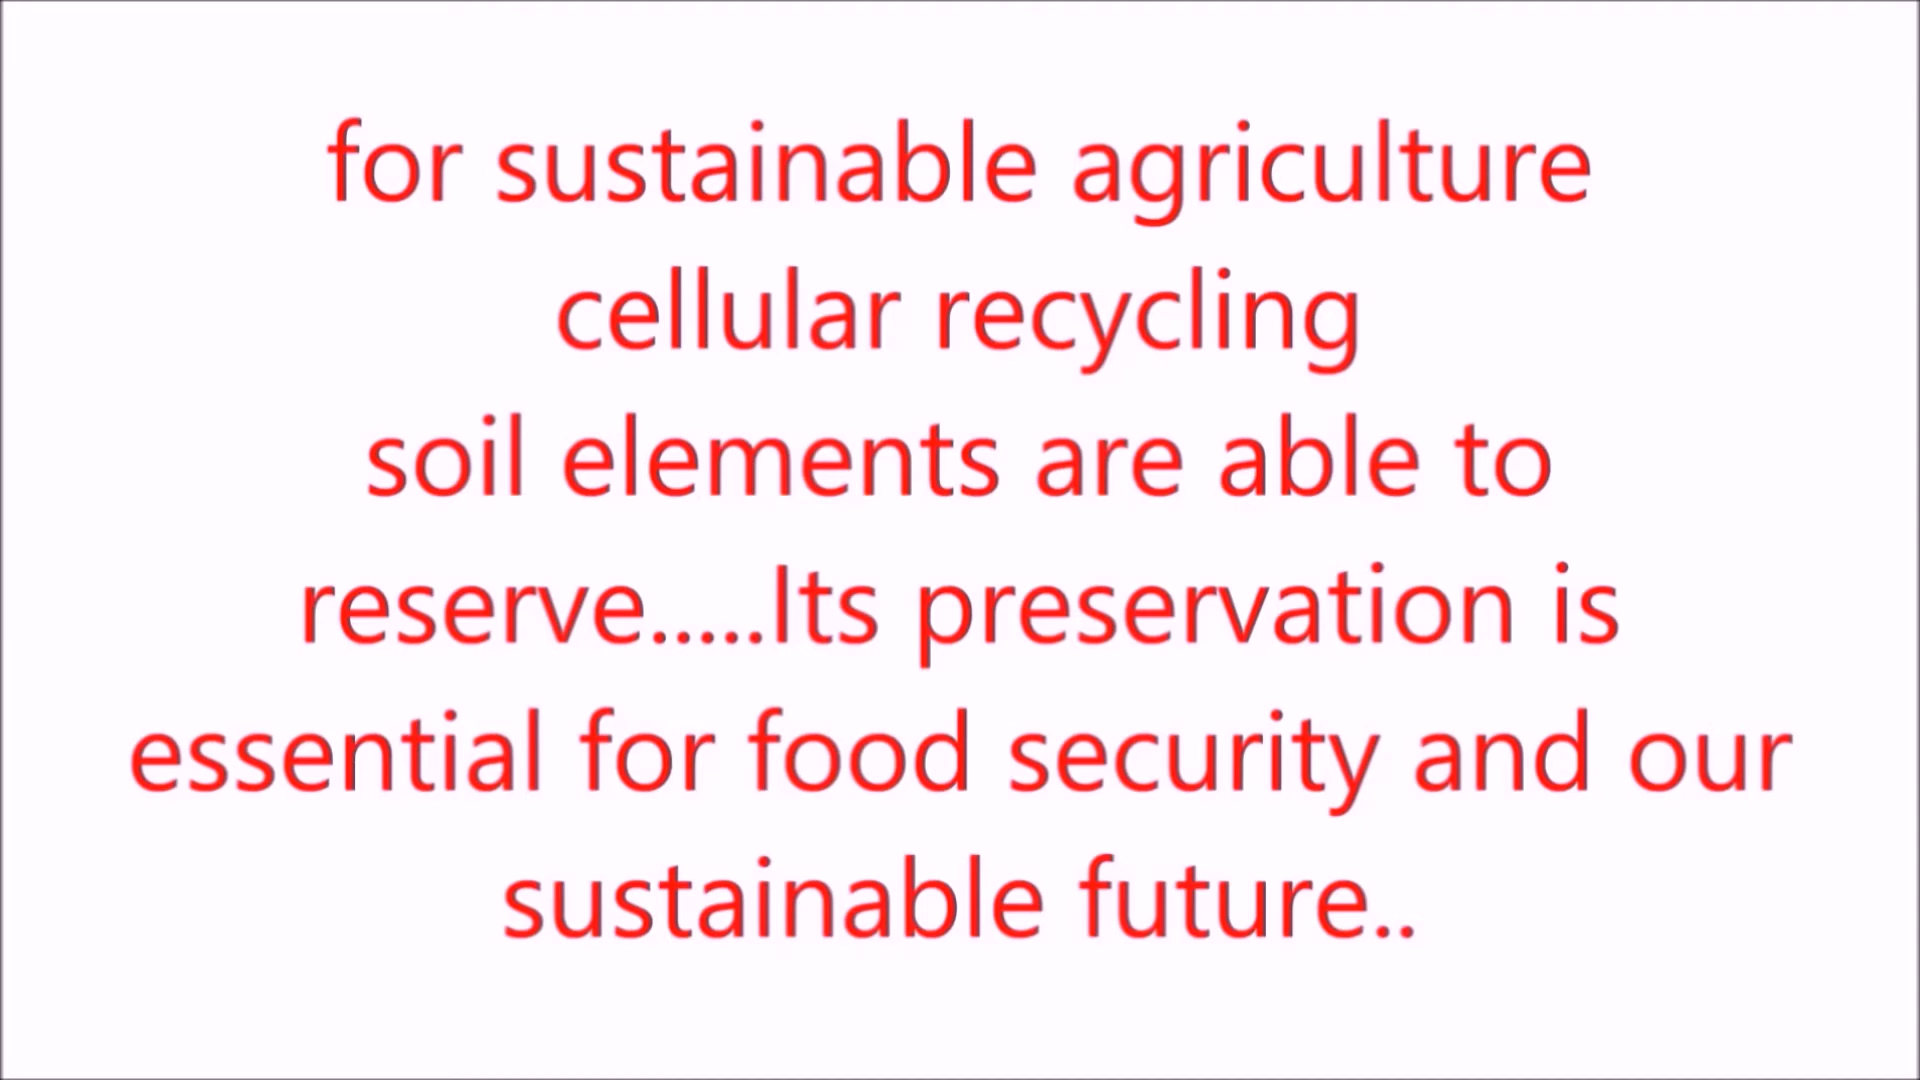 for sustainable agriculture
cellular recycling
soil elements are able to
reserve.....Its preservation is
essential for food security and our
sustainable future..